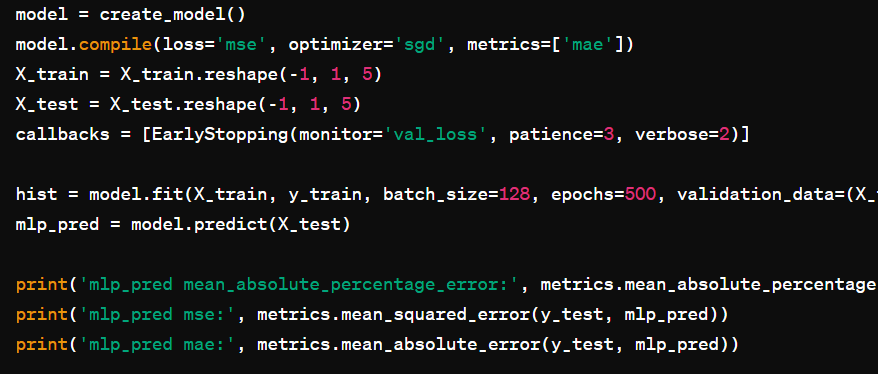 model = create_model()
model.compile(loss='mse', optimizer='sgd', metrics=['mae'])
X_train = X_train.reshape(-1, 1, 5)
X_test = X_test.reshape(-1, 1, 5)
callbacks = [EarlyStopping(monitor='val_loss', patience=3, verbose=2)]
hist = model.fit(X_train, y_train, batch_size=128, epochs=500, validation_data=(X_
mlp_pred = model.predict(X_test)
print('mlp_pred mean_absolute_percentage_error:', metrics.mean_absolute_percentage
print('mlp_pred mse:', metrics.mean_squared_error(y_test, mlp_pred))
print('mlp_pred mae:', metrics.mean_absolute_error(y_test, mlp_pred))